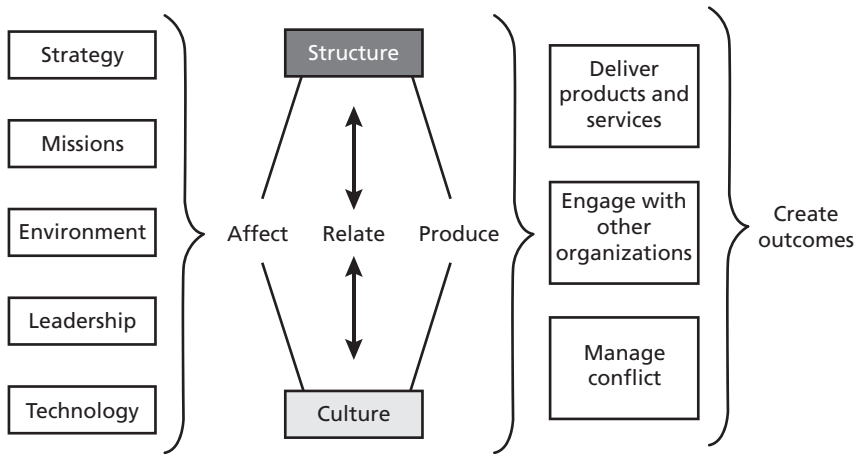 Strategy
Missions
Environment
Leadership
Technology
Structure
Affect
Relate
Produce
Culture
Deliver
products and
services
Engage with
other
organizations
Manage
conflict
Create
outcomes